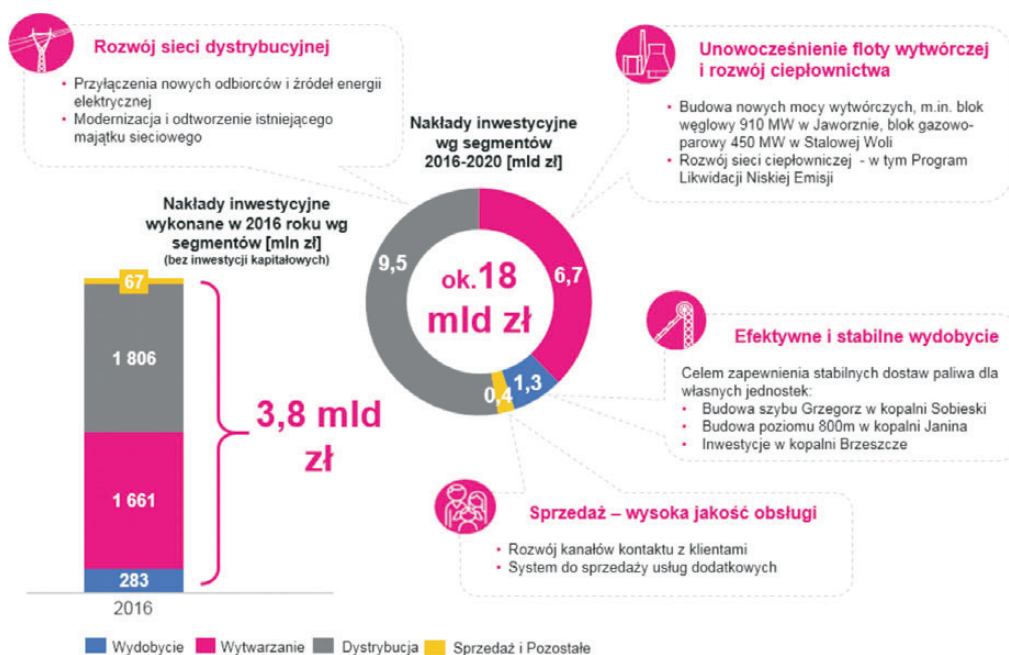 Rozwój sieci dystrybucyjnej
• Przyłączenia nowych odbiorców i źródeł energii
elektrycznej
• Modernizacja i odtworzenie istniejącego
majątku sieciowego
Unowocześnienie floty wytwórczej
i rozwój ciepłownictwa
• Budowa nowych mocy wytwórczych, m.in. blok
węglowy 910 MW w Jaworznie, blok gazowo-
parowy 450 MW w Stalowej Woli
• Rozwój sieci ciepłowniczej - w tym Program
Likwidacji Niskiej Emisji
Nakłady inwestycyjne
wg segmentów
2016-2020 [mld zł]
9,5
6,7
ok.18
mld zł
0,4
1,3
Nakłady inwestycyjne
wykonane w 2016 roku wg
segmentów [mln zł]
(bez inwestycji kapitałowych)
67
1 806
1 661
283
2016
3,8 mld
zł
Efektywne i stabilne wydobycie
Celem zapewnienia stabilnych dostaw paliwa dla
własnych jednostek:
• Budowa szybu Grzegorz w kopalni Sobieski
• Budowa poziomu 800m w kopalni Janina
• Inwestycje w kopalni Brzeszcze
Sprzedaż – wysoka jakość obsługi
• Rozwój kanałów kontaktu z klientami
• System do sprzedaży usług dodatkowych
Wydobycie Wytwarzanie Dystrybucja Sprzedaż i Pozostałe